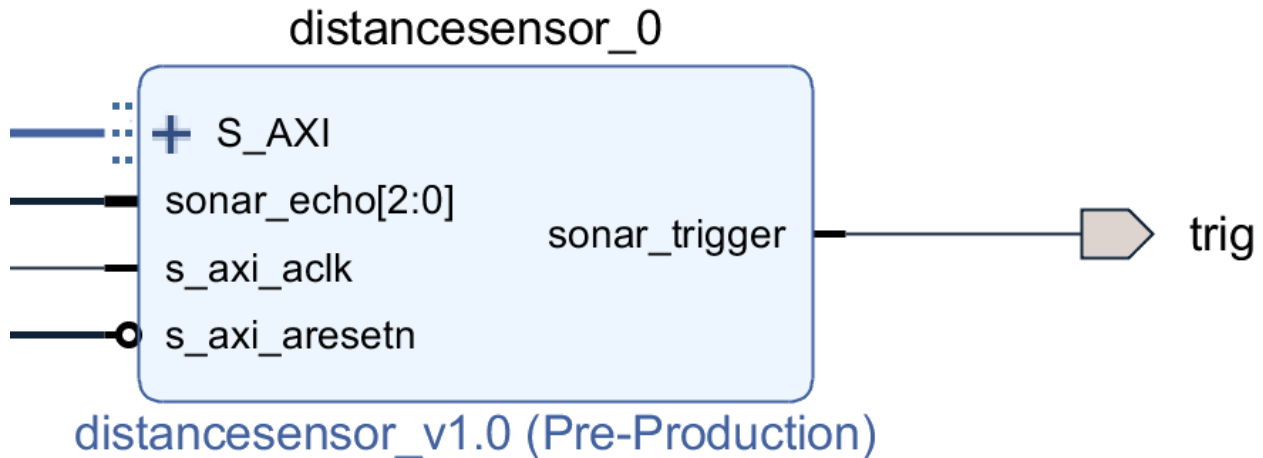 distancesensor_0
S_AXI
sonar_echo[2:0]
sonar_trigger
trig
s_axi_aclk
s_axi_aresetn
distancesensor_v1.0 (Pre-Production)